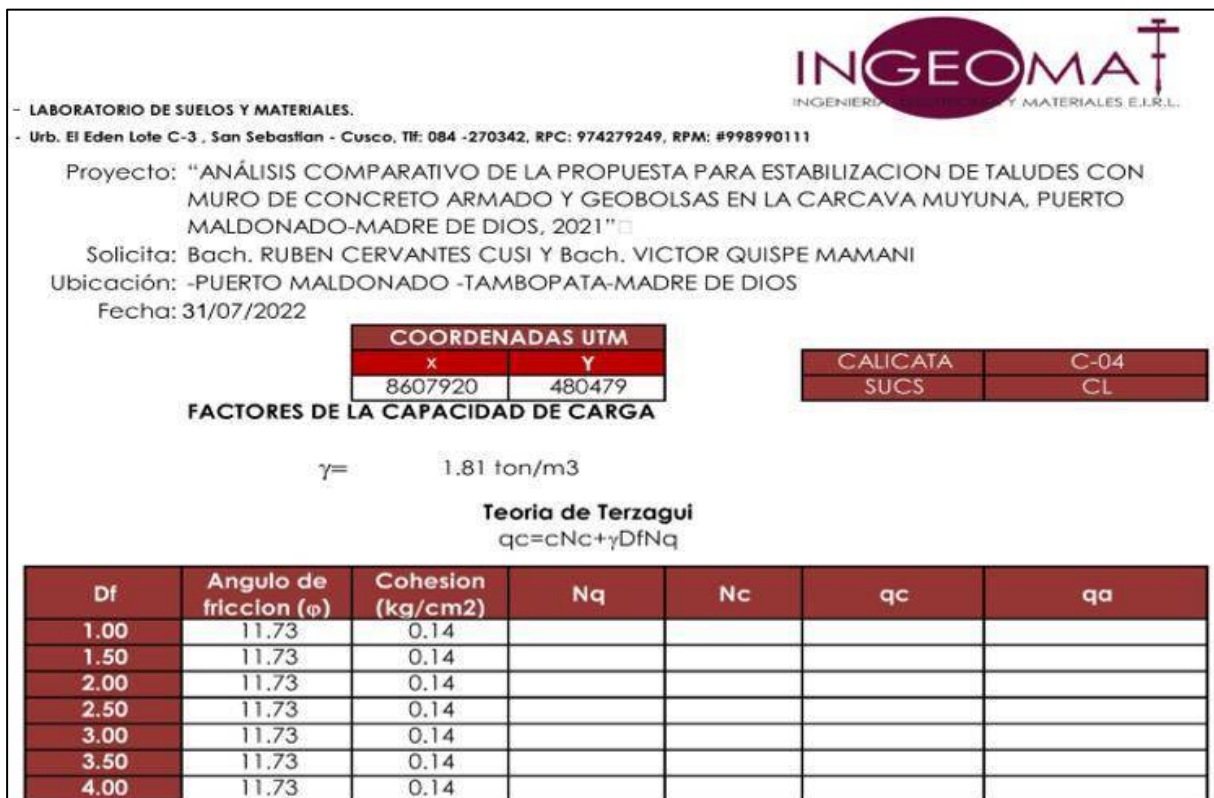 INGEOMAT
INGENIERIA Y MATERIALES E.I.R.L.
- LABORATORIO DE SUELOS Y MATERIALES.
- Urb. El Eden Lote C-3 , San Sebastian - Cusco, Tlf: 084 -270342, RPC: 974279249, RPM: #998990111
Proyecto: "ANÁLISIS COMPARATIVO DE LA PROPUESTA PARA ESTABILIZACION DE TALUDES CON
MURO DE CONCRETO ARMADO Y GEOBOLSAS EN LA CARCAVA MUYUNA, PUERTO
MALDONADO-MADRE DE DIOS, 2021"
Solicita: Bach. RUBEN CERVANTES CUSI Y Bach. VICTOR QUISPE MAMANI
Ubicación: -PUERTO MALDONADO -TAMBOPATA-MADRE DE DIOS
Fecha: 31/07/2022
COORDENADAS UTM
x Y
8607920 480479
CALICATA C-04
SUCS CL
FACTORES DE LA CAPACIDAD DE CARGA
γ= 1.81 ton/m3
Teoria de Terzagui
qc=cNc+γDfNq
Df Angulo de friccion (φ) Cohesion (kg/cm2) Nq Nc qc qa
1.00 11.73 0.14
1.50 11.73 0.14
2.00 11.73 0.14
2.50 11.73 0.14
3.00 11.73 0.14
3.50 11.73 0.14
4.00 11.73 0.14